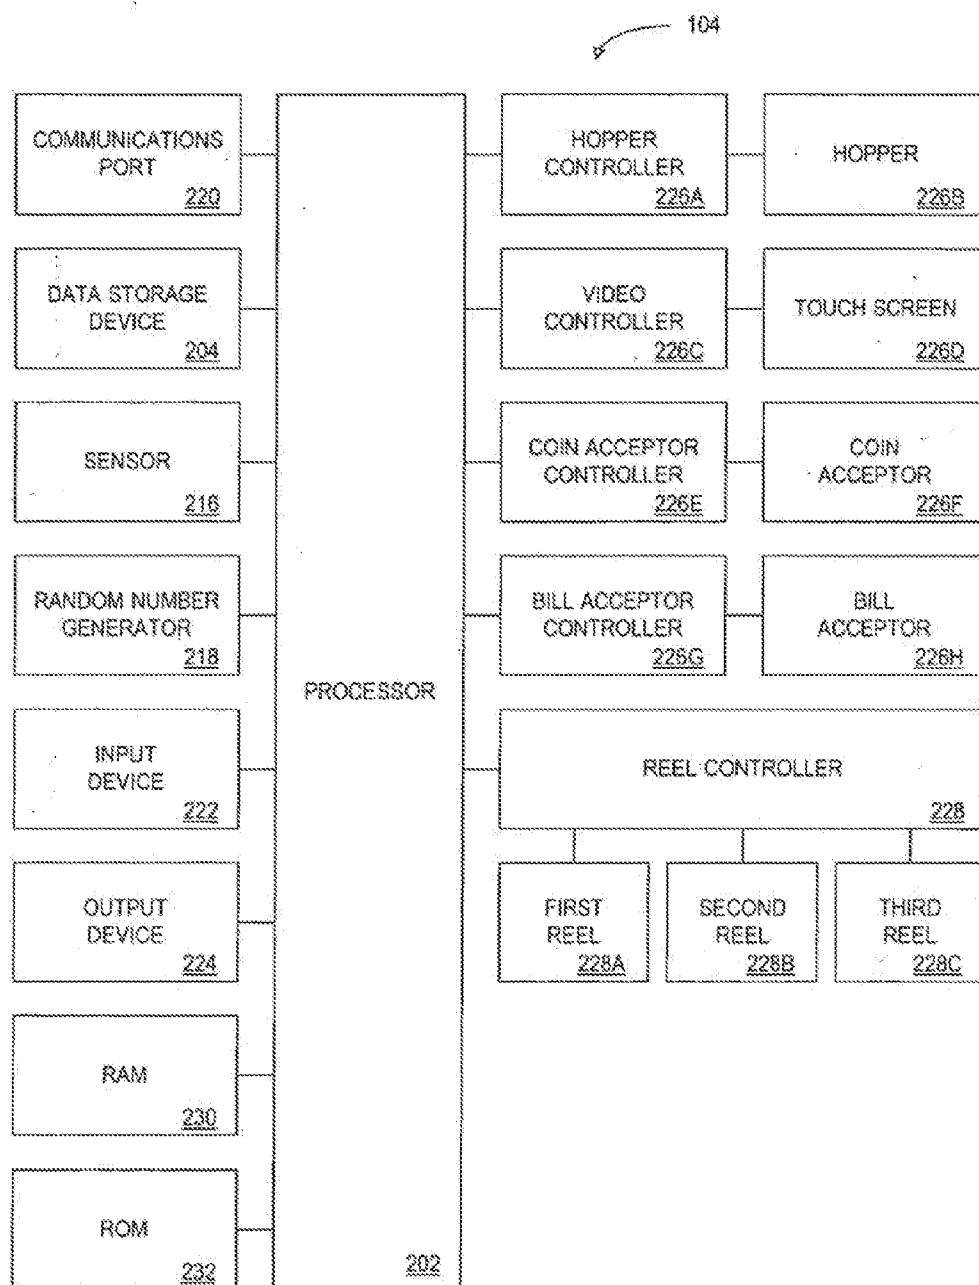 104
COMMUNICATIONS
PORT
220
DATA STORAGE
DEVICE
204
SENSOR
216
RANDOM NUMBER
GENERATOR
218
INPUT
DEVICE
222
OUTPUT
DEVICE
224
RAM
230
ROM
232
PROCESSOR
202
HOPPER
CONTROLLER
226A
HOPPER
226B
VIDEO
CONTROLLER
226C
TOUCH SCREEN
226D
COIN ACCEPTOR
CONTROLLER
226E
COIN
ACCEPTOR
226F
BILL ACCEPTOR
CONTROLLER
226G
BILL
ACCEPTOR
226H
REEL CONTROLLER
228
FIRST
REEL
228A
SECOND
REEL
228B
THIRD
REEL
228C